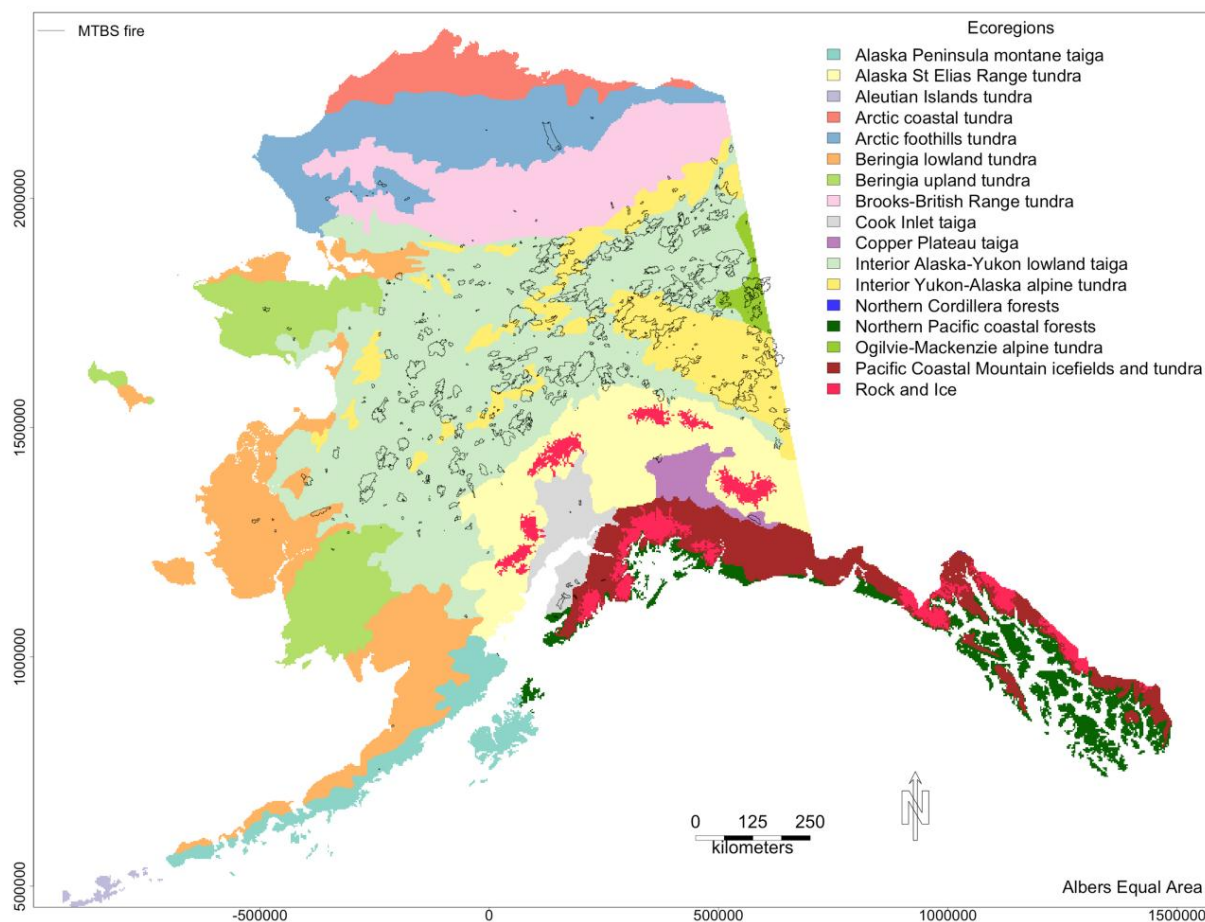 MTBS fire
Ecoregions
Alaska Peninsula montane taiga
Alaska St Elias Range tundra
Aleutian Islands tundra
Arctic coastal tundra
Arctic foothills tundra
Beringia lowland tundra
Beringia upland tundra
Brooks-British Range tundra
Cook Inlet taiga
Copper Plateau taiga
Interior Alaska-Yukon lowland taiga
Interior Yukon-Alaska alpine tundra
Northern Cordillera forests
Northern Pacific coastal forests
Ogilvie-Mackenzie alpine tundra
Pacific Coastal Mountain icefields and tundra
Rock and Ice
2000000
1500000
1000000
500000
N
0 125 250
kilometers
Albers Equal Area
-500000 0 500000 1000000 1500000